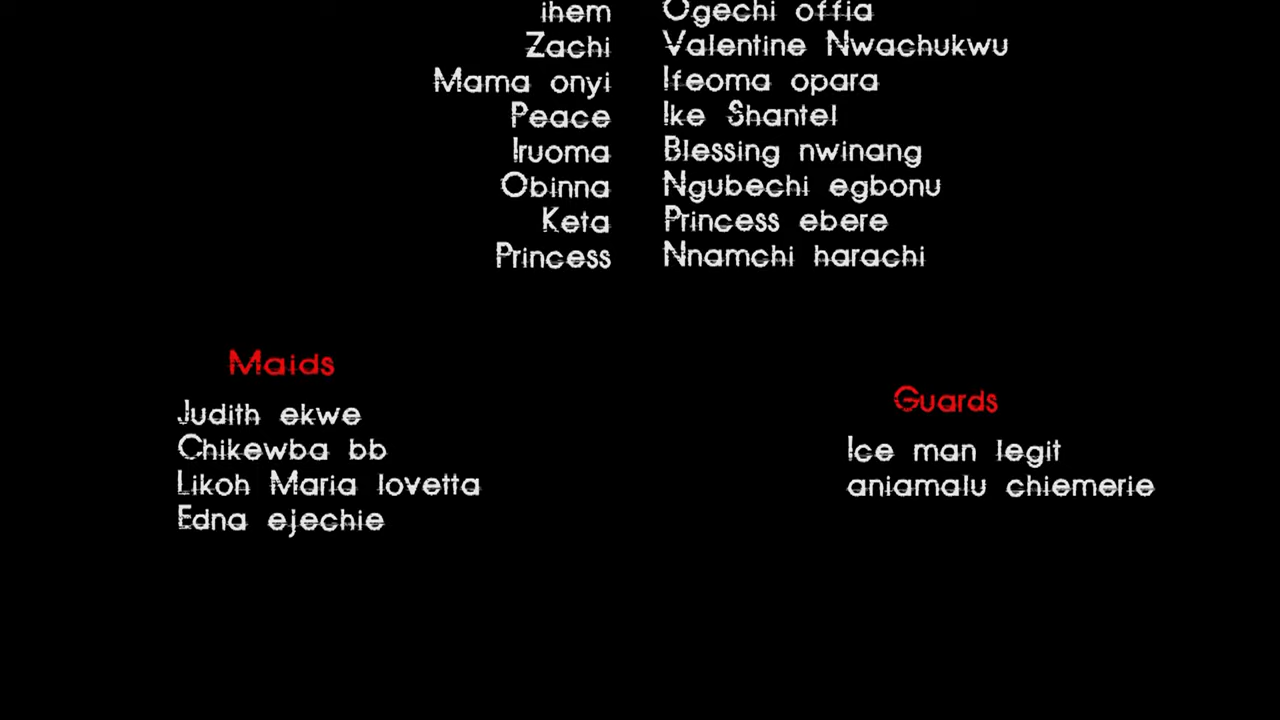 ihem Ogechi offia
Zachi Valentine Nwachukwu
Mama onyi Ifeoma opara
Peace Ike Shantel
Iruoma Blessing nwinang
Obinna Ngubechi egbonu
Keta Princess ebere
Princess Nnamchi harachi
Maids
Judith ekwe
Chikewba bb
Likoh Maria lovetta
Edna ejechie
Guards
Ice man legit
aniamalu chiemerie